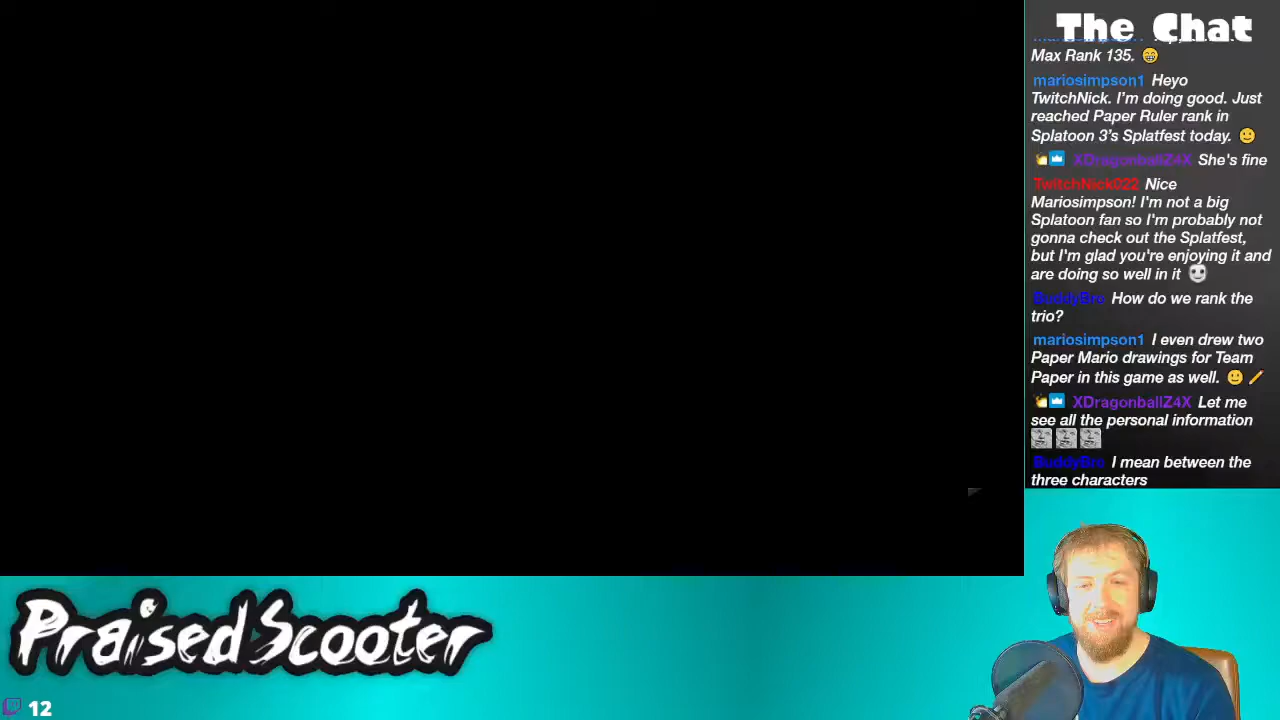 The Chat
Max Rank 135. 😁
mariosimpson1 Heyo
TwitchNick. I'm doing good. Just
reached Paper Ruler rank in
Splatoon 3's Splatfest today. 🙂
XDragonballZ4X She's fine
TwitchNick022 Nice
Mariosimpson! I'm not a big
Splatoon fan so I'm probably not
gonna check out the Splatfest,
but I'm glad you're enjoying it and
are doing so well in it
BuddyBro How do we rank the
trio?
mariosimpson1 I even drew two
Paper Mario drawings for Team
Paper in this game as well. 🙂 ✏️
XDragonballZ4X Let me
see all the personal information
BuddyBro I mean between the
three characters
PraisedScooter
12